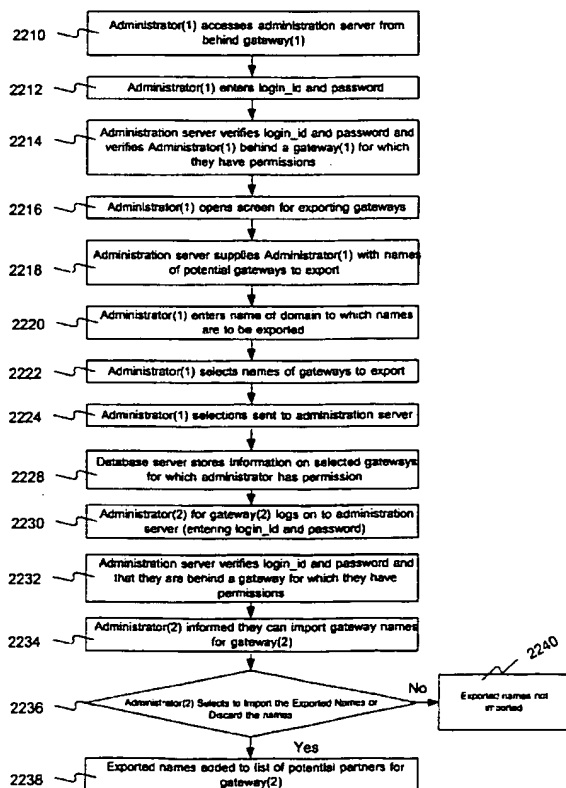 2210
Administrator(1) accesses administration server from
behind gateway(1)
2212
Administrator(1) enters login_id and password
2214
Administration server verifies login_id and password and
verifies Administrator(1) behind a gateway(1) for which
they have permissions
2216
Administrator(1) opens screen for exporting gateways
2218
Administration server supplies Administrator(1) with names
of potential gateways to export
2220
Administrator(1) enters name of domain to which names
are to be exported
2222
Administrator(1) selects names of gateways to export
2224
Administrator(1) selections sent to administration server
2228
Database server stores information on selected gateways
for which administrator has permission
2230
Administrator(2) for gateway(2) logs on to administration
server (entering login_id and password)
2232
Administration server verifies login_id and password and
that they are behind a gateway for which they have
permissions
2234
Administrator(2) informed they can import gateway names
for gateway(2)
2236
Administrator(2) Selects to Import the Exported Names or
Discard the names
No
2240
Exported names not
imported
Yes
2238
Exported names added to list of potential partners for
gateway(2)